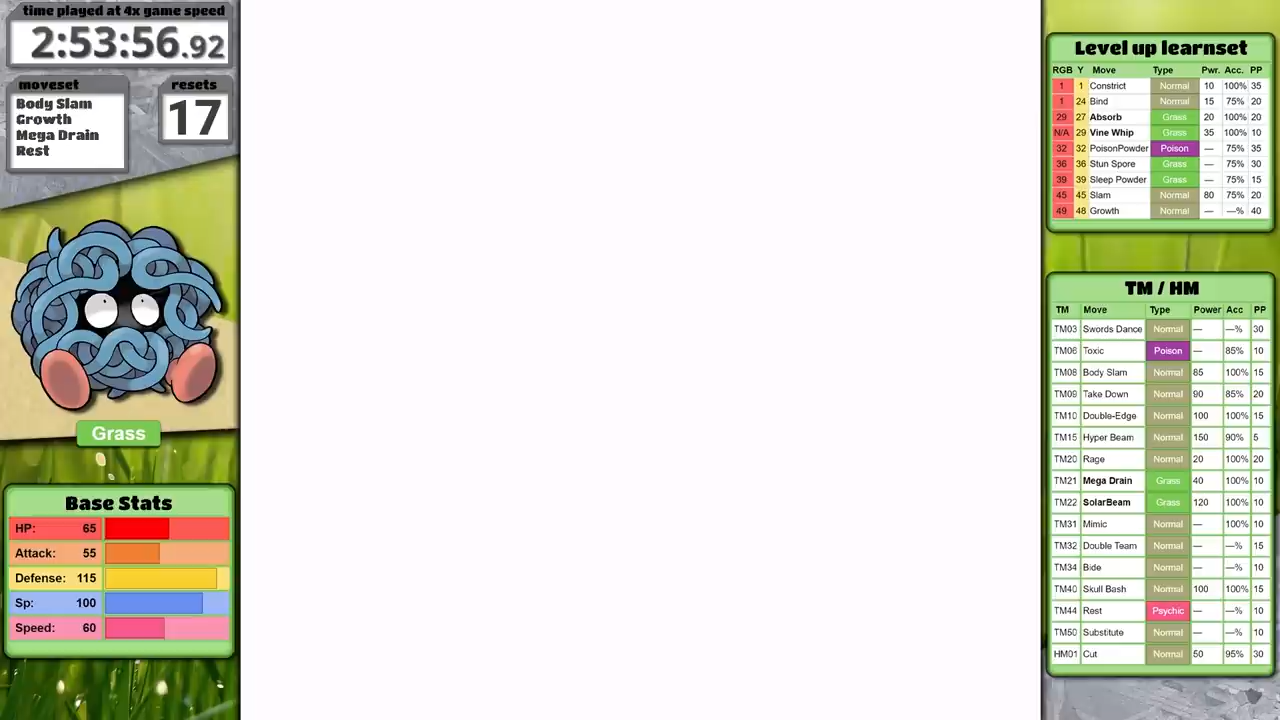 time played at 4x game speed
2:53:56.92
moveset
Body Slam
Growth
Mega Drain
Rest
resets
17
Grass
Base Stats
HP: 65
Attack: 55
Defense: 115
Sp: 100
Speed: 60
Level up learnset
RGB Y Move Type Pwr. Acc. PP
1 1 Constrict Normal 10 100% 35
1 24 Bind Normal 15 75% 20
29 27 Absorb Grass 20 100% 20
N/A 29 Vine Whip Grass 35 100% 10
32 32 PoisonPowder Poison — 75% 35
36 36 Stun Spore Grass — 75% 30
39 39 Sleep Powder Grass — 75% 15
45 45 Slam Normal 80 75% 20
49 48 Growth Normal — —% 40
TM / HM
TM Move Type Power Acc PP
TM03 Swords Dance Normal — —% 30
TM06 Toxic Poison — 85% 10
TM08 Body Slam Normal 85 100% 15
TM09 Take Down Normal 90 85% 20
TM10 Double-Edge Normal 100 100% 15
TM15 Hyper Beam Normal 150 90% 5
TM20 Rage Normal 20 100% 20
TM21 Mega Drain Grass 40 100% 10
TM22 SolarBeam Grass 120 100% 10
TM31 Mimic Normal — 100% 10
TM32 Double Team Normal — —% 15
TM34 Bide Normal — —% 10
TM40 Skull Bash Normal 100 100% 15
TM44 Rest Psychic — —% 10
TM50 Substitute Normal — —% 10
HM01 Cut Normal 50 95% 30